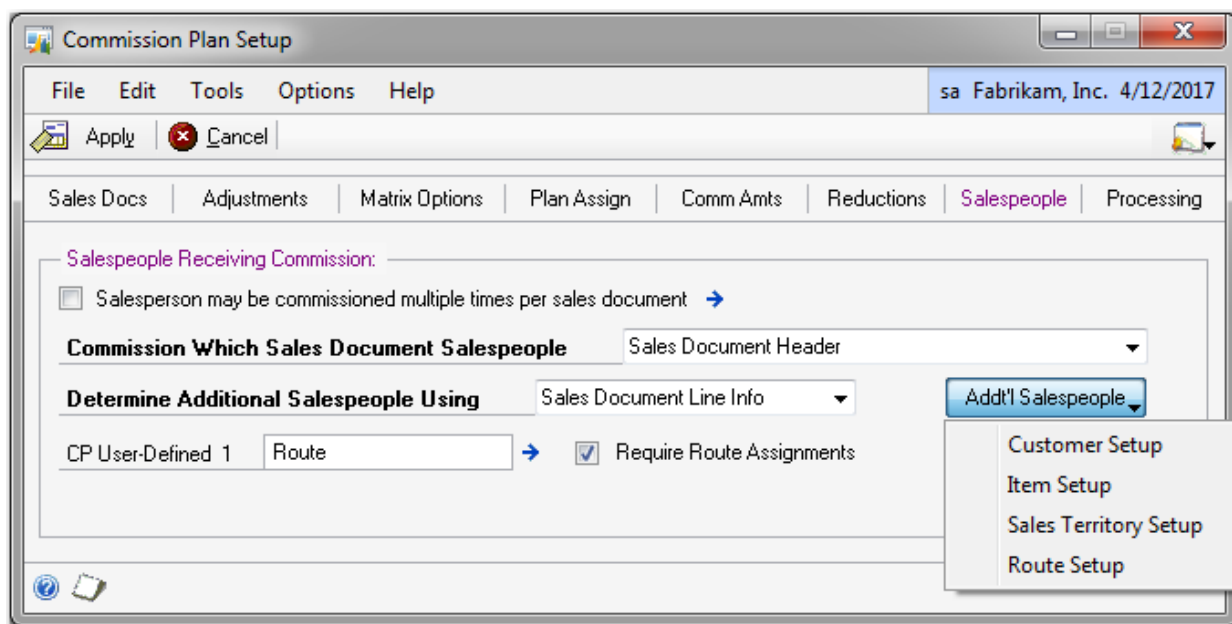 Commission Plan Setup
File Edit Tools Options Help sa Fabrikam, Inc. 4/12/2017
Apply Cancel
Sales Docs Adjustments Matrix Options Plan Assign Comm Amts Reductions Salespeople Processing
Salespeople Receiving Commission:
Salesperson may be commissioned multiple times per sales document
Commission Which Sales Document Salespeople Sales Document Header
Determine Additional Salespeople Using Sales Document Line Info Addt'l Salespeople
CP User-Defined 1 Route Require Route Assignments
Customer Setup
Item Setup
Sales Territory Setup
Route Setup